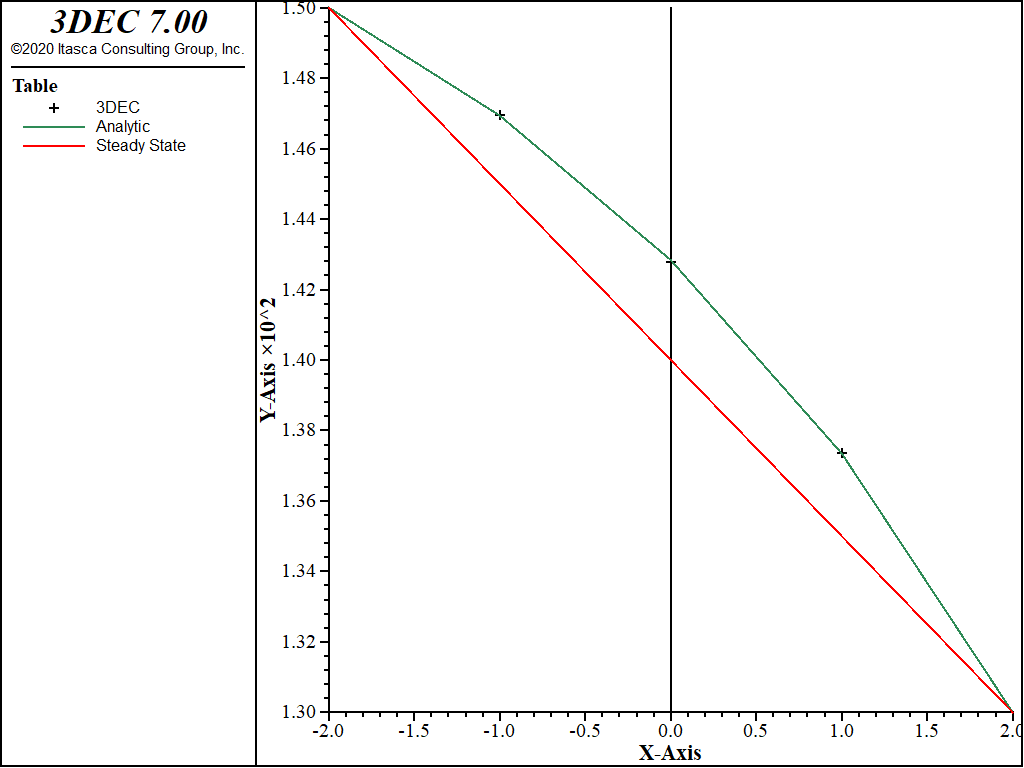 3DEC 7.00
©2020 Itasca Consulting Group, Inc.
Table
3DEC
Analytic
Steady State
Y-Axis ×10^2
1.50
1.48
1.46
1.44
1.42
1.40
1.38
1.36
1.34
1.32
1.30
-2.0 -1.5 -1.0 -0.5 0.0 0.5 1.0 1.5 2.0
X-Axis